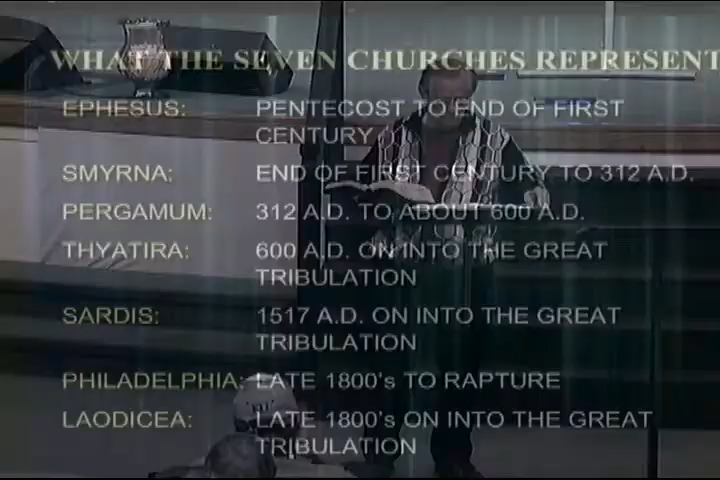 WHAT THE SEVEN CHURCHES REPRESENT
EPHESUS: PENTECOST TO END OF FIRST
CENTURY
SMYRNA: END OF FIRST CENTURY TO 312 A.D.
PERGAMUM: 312 A.D. TO ABOUT 600 A.D.
THYATIRA: 600 A.D. ON INTO THE GREAT
TRIBULATION
SARDIS: 1517 A.D. ON INTO THE GREAT
TRIBULATION
PHILADELPHIA: LATE 1800's TO RAPTURE
LAODICEA: LATE 1800's ON INTO THE GREAT
TRIBULATION